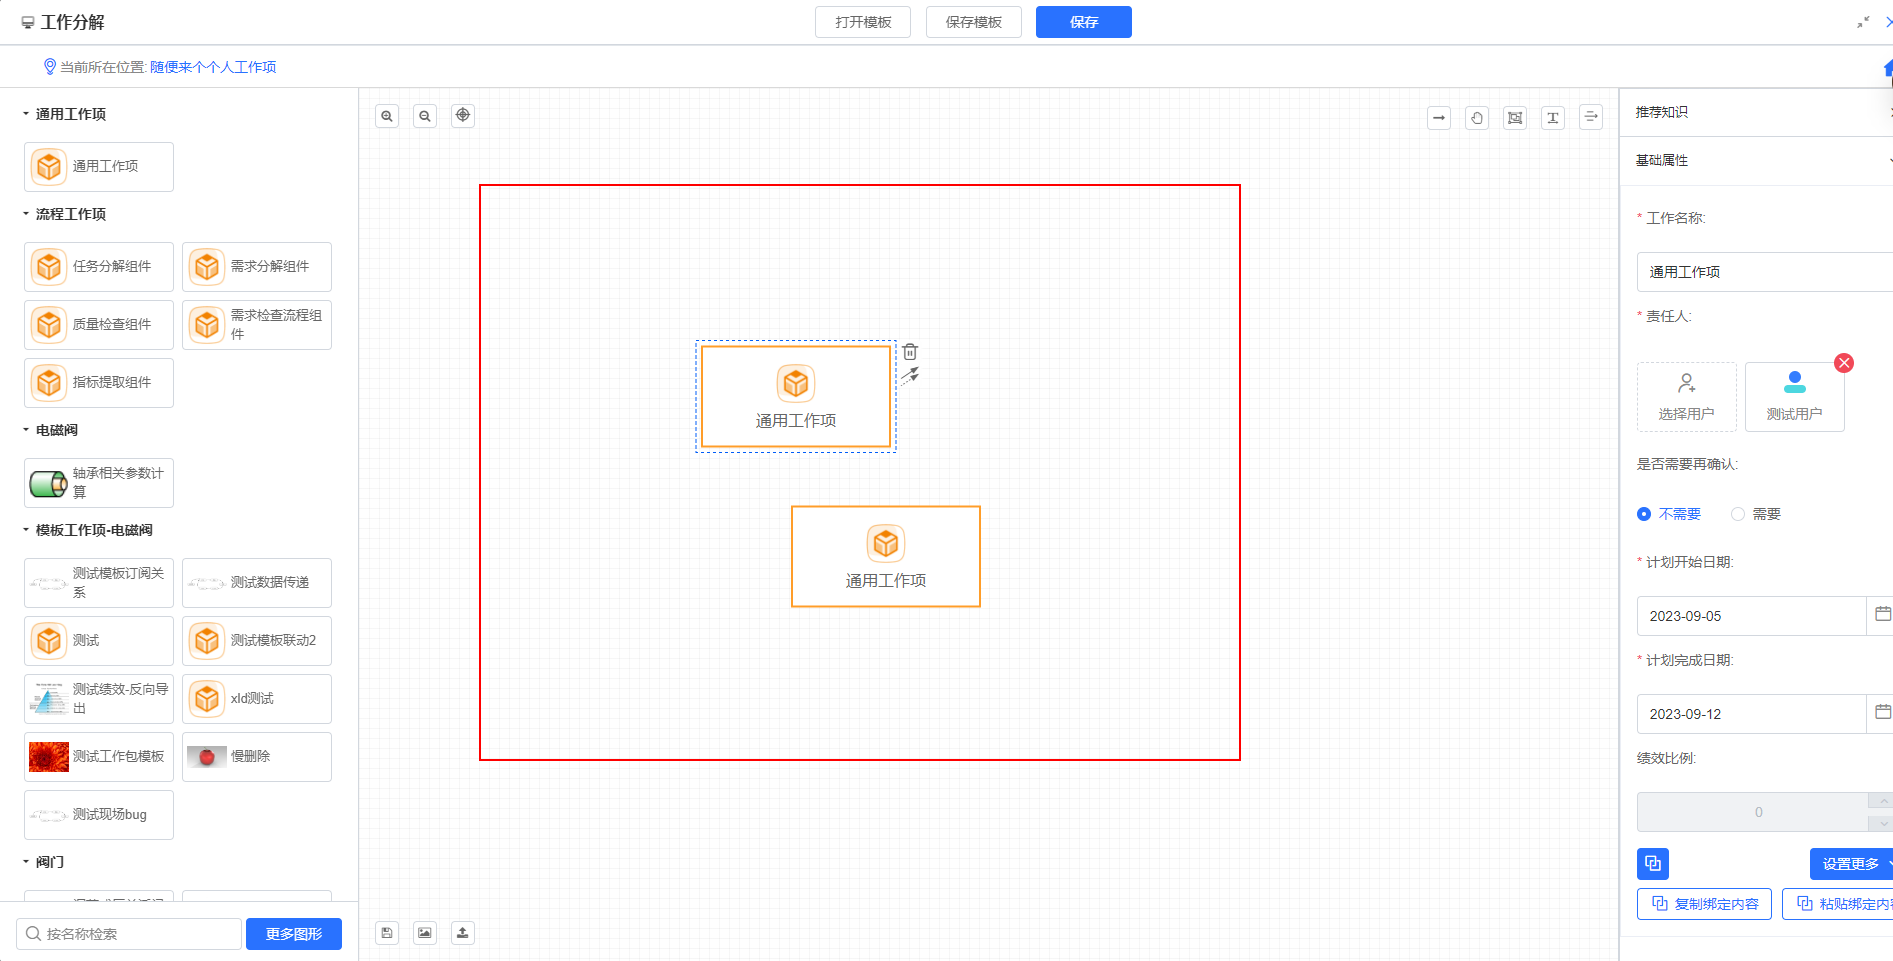 工作分解
打开模板
保存模板
保存
当前所在位置: 随便来个个人工作项
通用工作项
通用工作项
流程工作项
任务分解组件
需求分解组件
质量检查组件
需求检查流程组
件
指标提取组件
电磁阀
轴承相关参数计
算
模板工作项-电磁阀
测试模板订阅关
系
测试数据传递
测试
测试模板联动2
测试绩效-反向导
出
xld测试
测试工作包模板
慢删除
测试现场bug
阀门
按名称检索
更多图形
通用工作项
通用工作项
推荐知识
基础属性
* 工作名称:
通用工作项
* 责任人:
选择用户
测试用户
是否需要再确认:
不需要
需要
* 计划开始日期:
2023-09-05
* 计划完成日期:
2023-09-12
绩效比例:
0
设置更多
复制绑定内容
粘贴绑定内容